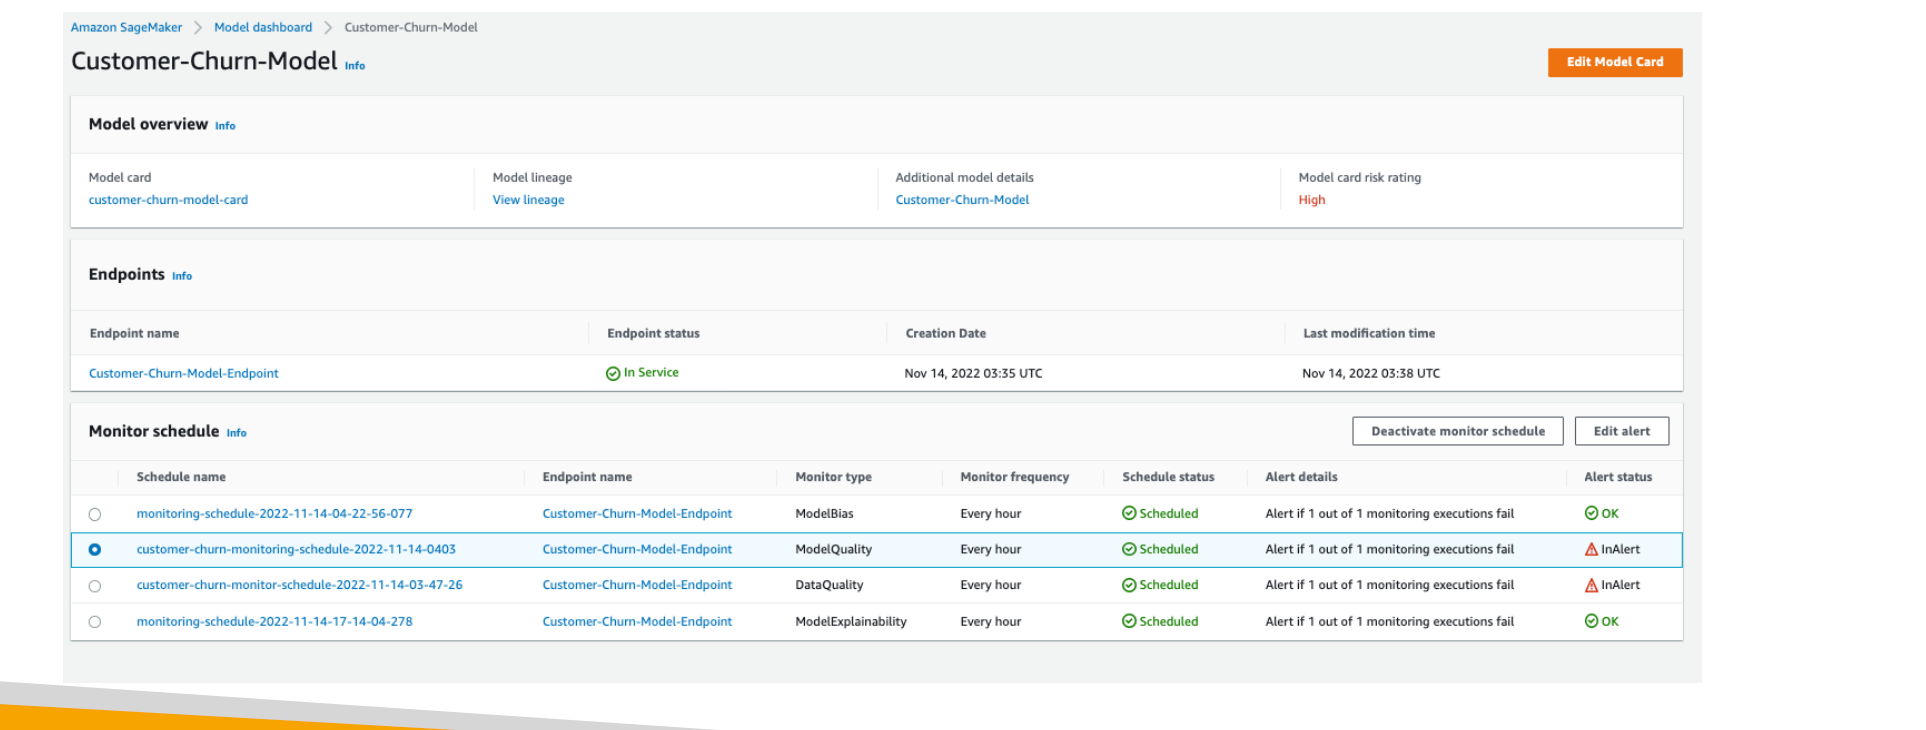 Amazon SageMaker > Model dashboard > Customer-Churn-Model
Customer-Churn-Model Info
Edit Model Card
Model overview Info
Model card Model lineage Additional model details Model card risk rating
customer-churn-model-card View lineage Customer-Churn-Model High
Endpoints Info
Endpoint name Endpoint status Creation Date Last modification time
Customer-Churn-Model-Endpoint In Service Nov 14, 2022 03:35 UTC Nov 14, 2022 03:38 UTC
Monitor schedule Info Deactivate monitor schedule Edit alert
Schedule name Endpoint name Monitor type Monitor frequency Schedule status Alert details Alert status
monitoring-schedule-2022-11-14-04-22-56-077 Customer-Churn-Model-Endpoint ModelBias Every hour Scheduled Alert if 1 out of 1 monitoring executions fail OK
customer-churn-monitoring-schedule-2022-11-14-0403 Customer-Churn-Model-Endpoint ModelQuality Every hour Scheduled Alert if 1 out of 1 monitoring executions fail InAlert
customer-churn-monitor-schedule-2022-11-14-03-47-26 Customer-Churn-Model-Endpoint DataQuality Every hour Scheduled Alert if 1 out of 1 monitoring executions fail InAlert
monitoring-schedule-2022-11-14-17-14-04-278 Customer-Churn-Model-Endpoint ModelExplainability Every hour Scheduled Alert if 1 out of 1 monitoring executions fail OK